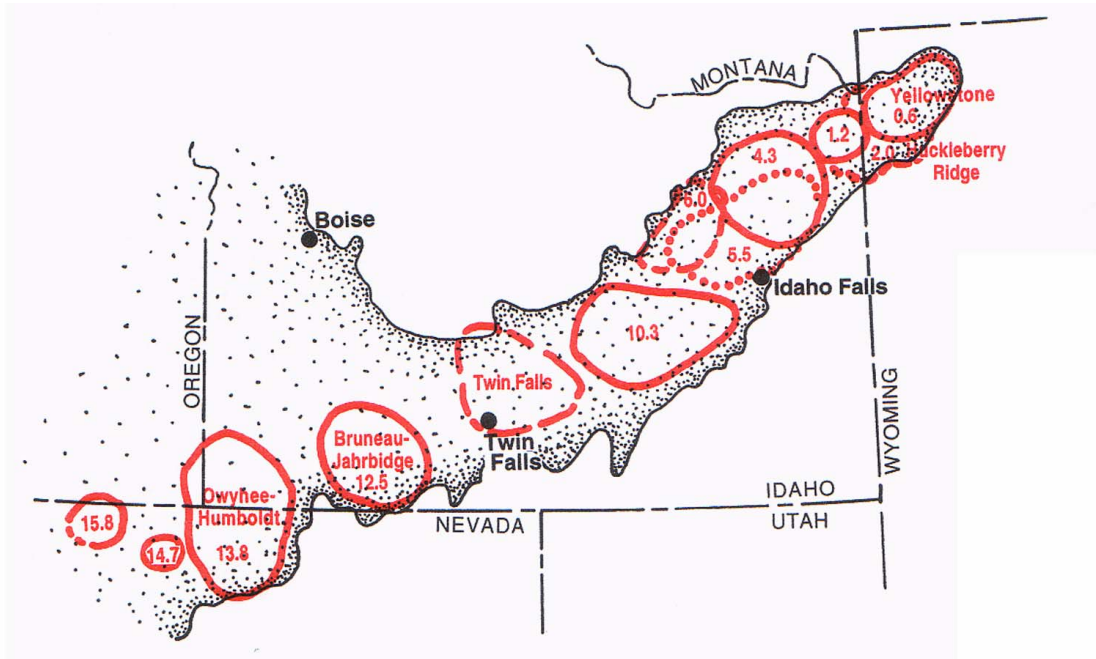 MONTANA
Yellowstone
0.6
1.2
2.0
Huckleberry
Ridge
4.3
6.0
5.5
Boise
Idaho Falls
10.3
OREGON
Twin Falls
WYOMING
Twin
Falls
Bruneau-
Jahrbidge
12.5
IDAHO
Owyhee-
Humboldt
15.8
NEVADA
UTAH
14.7
13.8